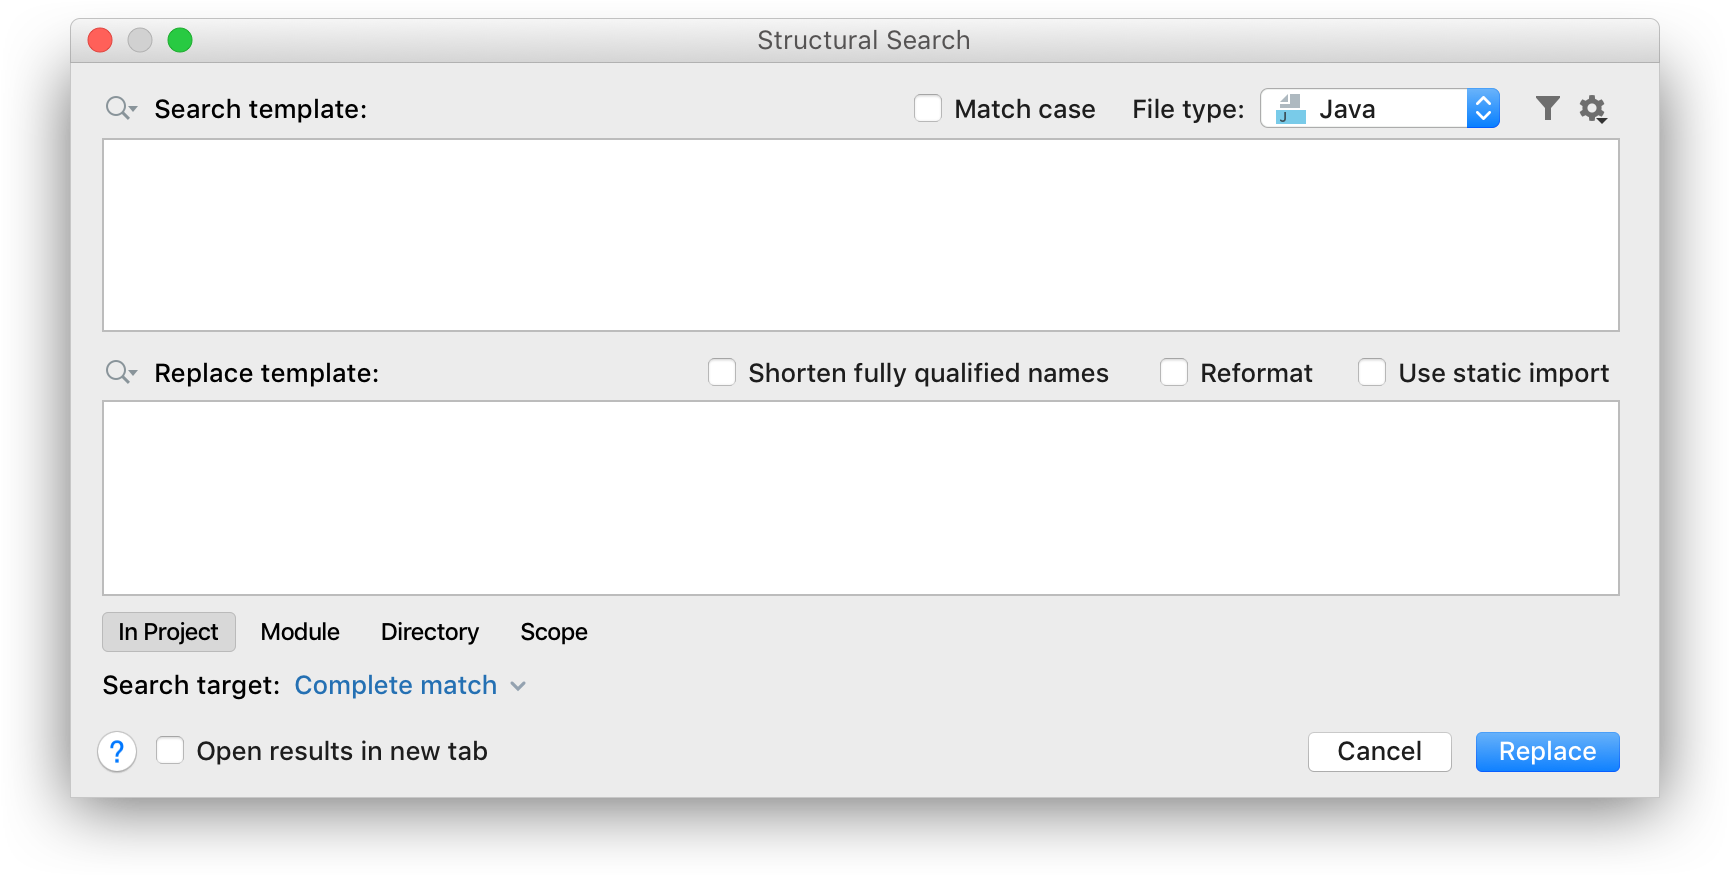 Structural Search
Search template: Match case File type: J Java
Replace template: Shorten fully qualified names Reformat Use static import
In Project Module Directory Scope
Search target: Complete match
? Open results in new tab Cancel Replace